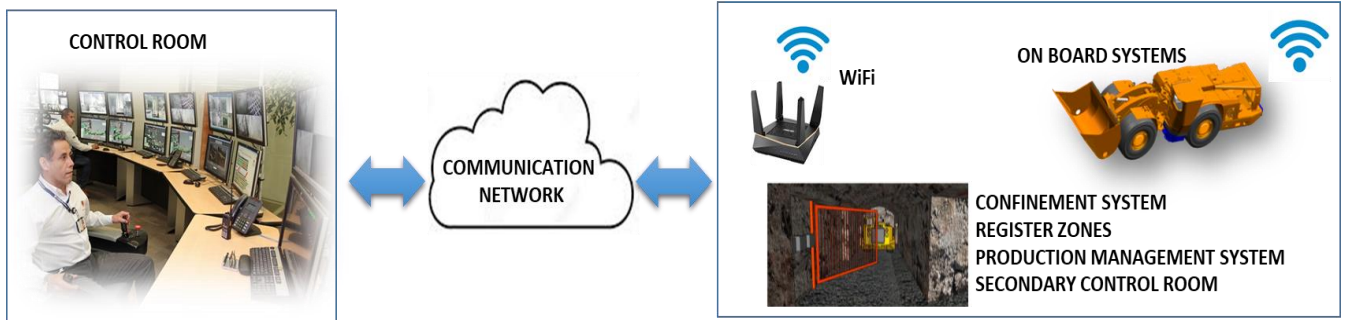 CONTROL ROOM
COMMUNICATION
NETWORK
WiFi
ON BOARD SYSTEMS
CONFINEMENT SYSTEM
REGISTER ZONES
PRODUCTION MANAGEMENT SYSTEM
SECONDARY CONTROL ROOM